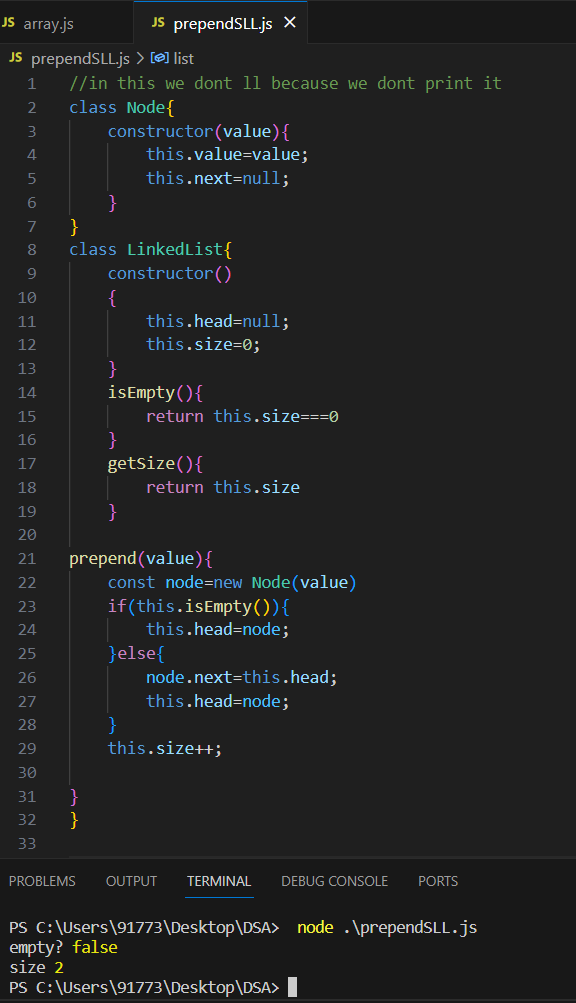 JS array.js JS prependSLL.js ×
JS prependSLL.js > list
1 //in this we dont ll because we dont print it
2 class Node{
3     constructor(value){
4         this.value=value;
5         this.next=null;
6     }
7 }
8 class LinkedList{
9     constructor()
10     {
11         this.head=null;
12         this.size=0;
13     }
14     isEmpty(){
15         return this.size===0
16     }
17     getSize(){
18         return this.size
19     }
20
21 prepend(value){
22     const node=new Node(value)
23     if(this.isEmpty()){
24         this.head=node;
25     }else{
26         node.next=this.head;
27         this.head=node;
28     }
29     this.size++;
30
31 }
32 }
33
PROBLEMS OUTPUT TERMINAL DEBUG CONSOLE PORTS
PS C:\Users\91773\Desktop\DSA> node .\prependSLL.js
empty? false
size 2
PS C:\Users\91773\Desktop\DSA>